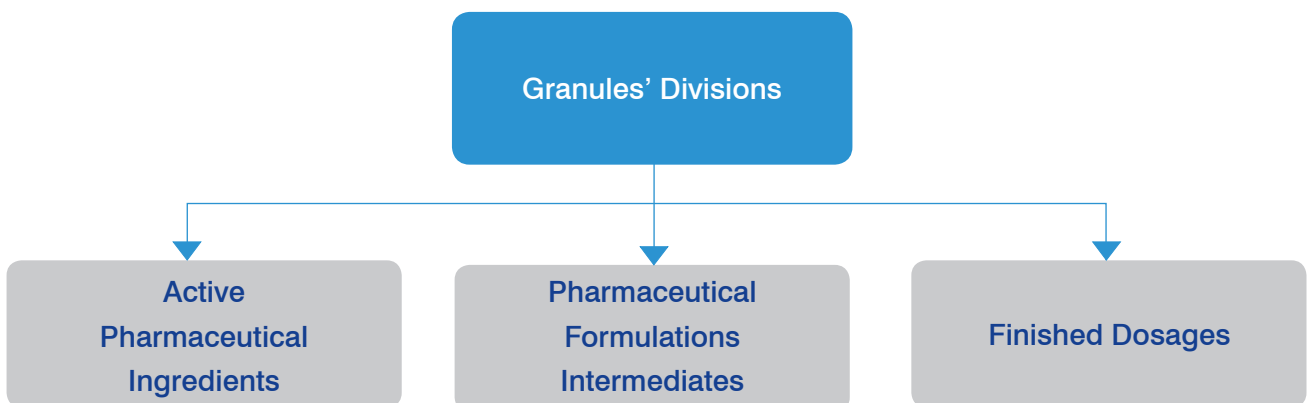 Granules’ Divisions
Active
Pharmaceutical
Ingredients
Pharmaceutical
Formulations
Intermediates
Finished Dosages